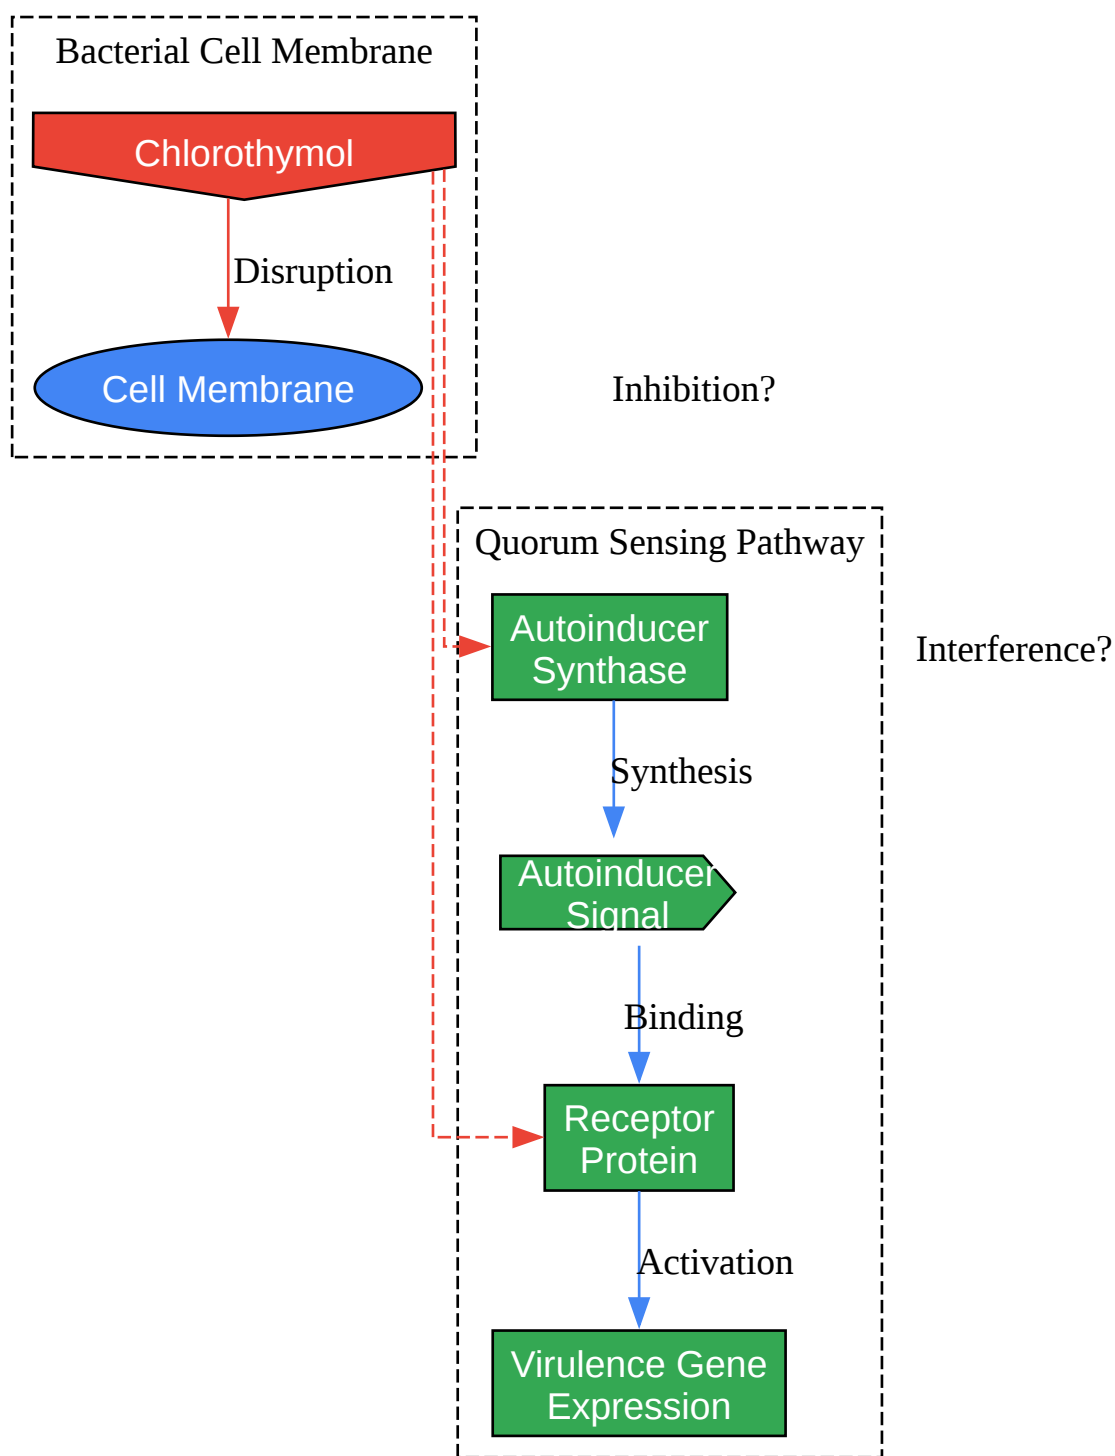 Bacterial Cell Membrane
Chlorothymol
Disruption
Cell Membrane
Inhibition?
Quorum Sensing Pathway
Autoinducer
Synthase
Interference?
Synthesis
Autoinducer
Signal
Binding
Receptor
Protein
Activation
Virulence Gene
Expression